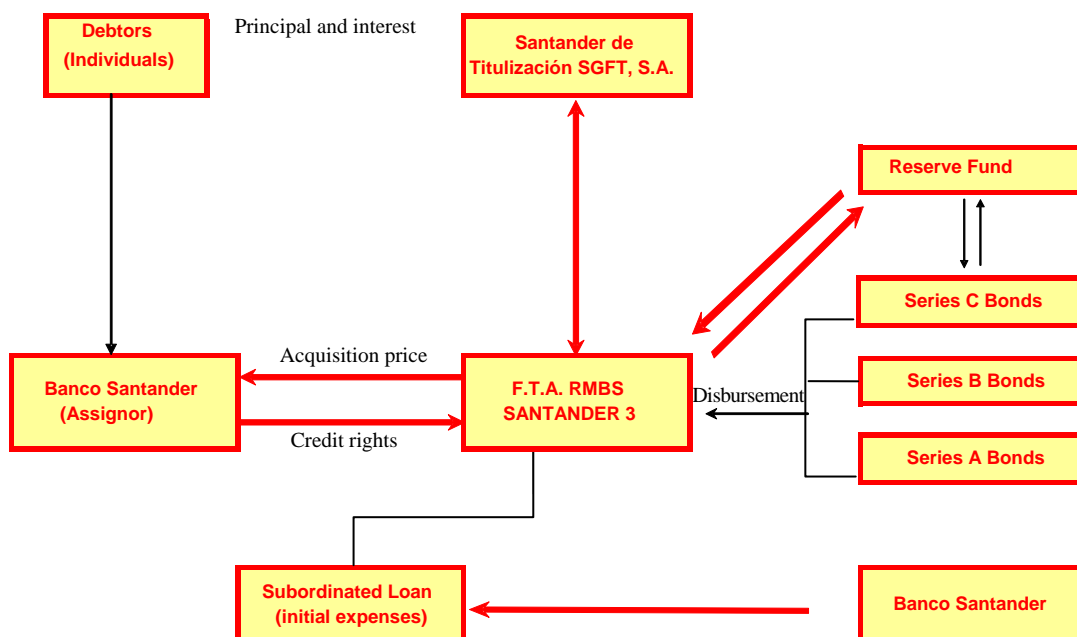 Debtors
(Individuals)
Principal and interest
Santander de
Titulización SGFT, S.A.
Reserve Fund
Series C Bonds
Acquisition price
Banco Santander
(Assignor)
F.T.A. RMBS
SANTANDER 3
Disbursement
Series B Bonds
Credit rights
Series A Bonds
Subordinated Loan
(initial expenses)
Banco Santander